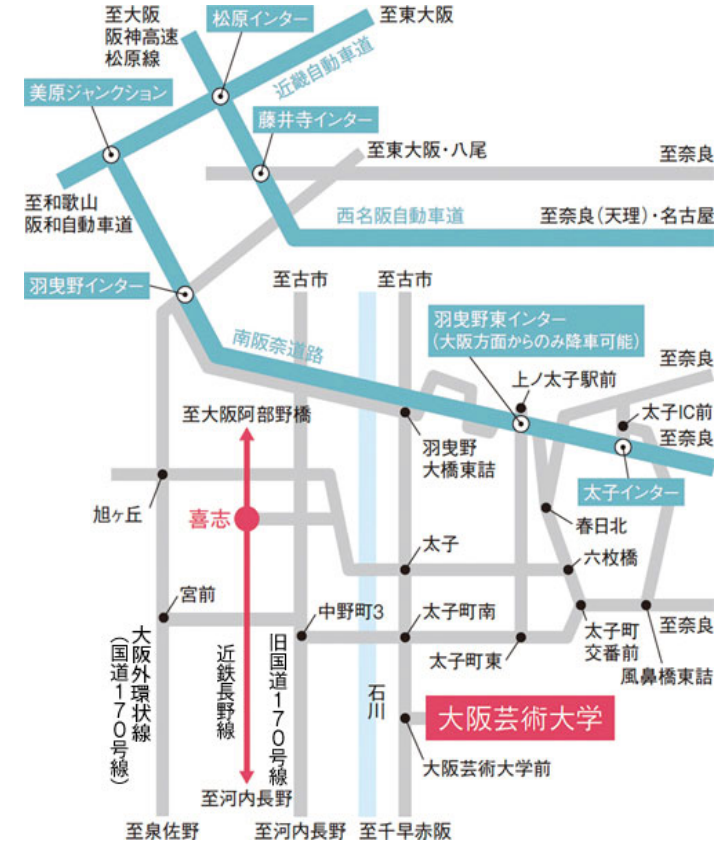 至大阪
阪神高速
松原線
松原インター
至東大阪
近畿自動車道
美原ジャンクション
藤井寺インター
至東大阪・八尾
至奈良
至和歌山
阪和自動車道
西名阪自動車道
至奈良(天理)・名古屋
羽曳野インター
至古市
至古市
羽曳野東インター
(大阪方面からのみ降車可能)
南阪奈道路
至奈良
上ノ太子駅前
太子IC前
至大阪阿部野橋
羽曳野
大橋東詰
至奈良
太子インター
旭ヶ丘
喜志
春日北
太子
六枚橋
宮前
中野町3
太子町南
至奈良
太子町東
太子町
交番前
風鼻橋東詰
大阪外環状線
(国道170号線)
近鉄長野線
旧国道170号線
石川
大阪芸術大学
大阪芸術大学前
至河内長野
至泉佐野
至河内長野
至千早赤阪